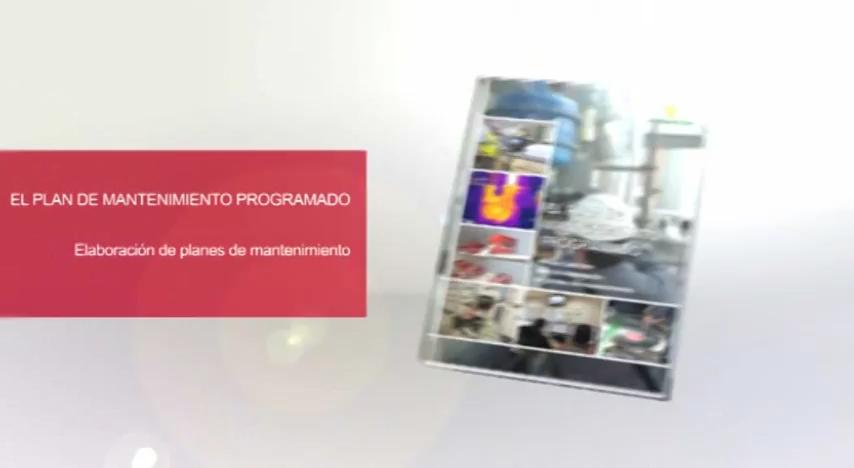 EL PLAN DE MANTENIMIENTO PROGRAMADO
Elaboración de planes de mantenimiento